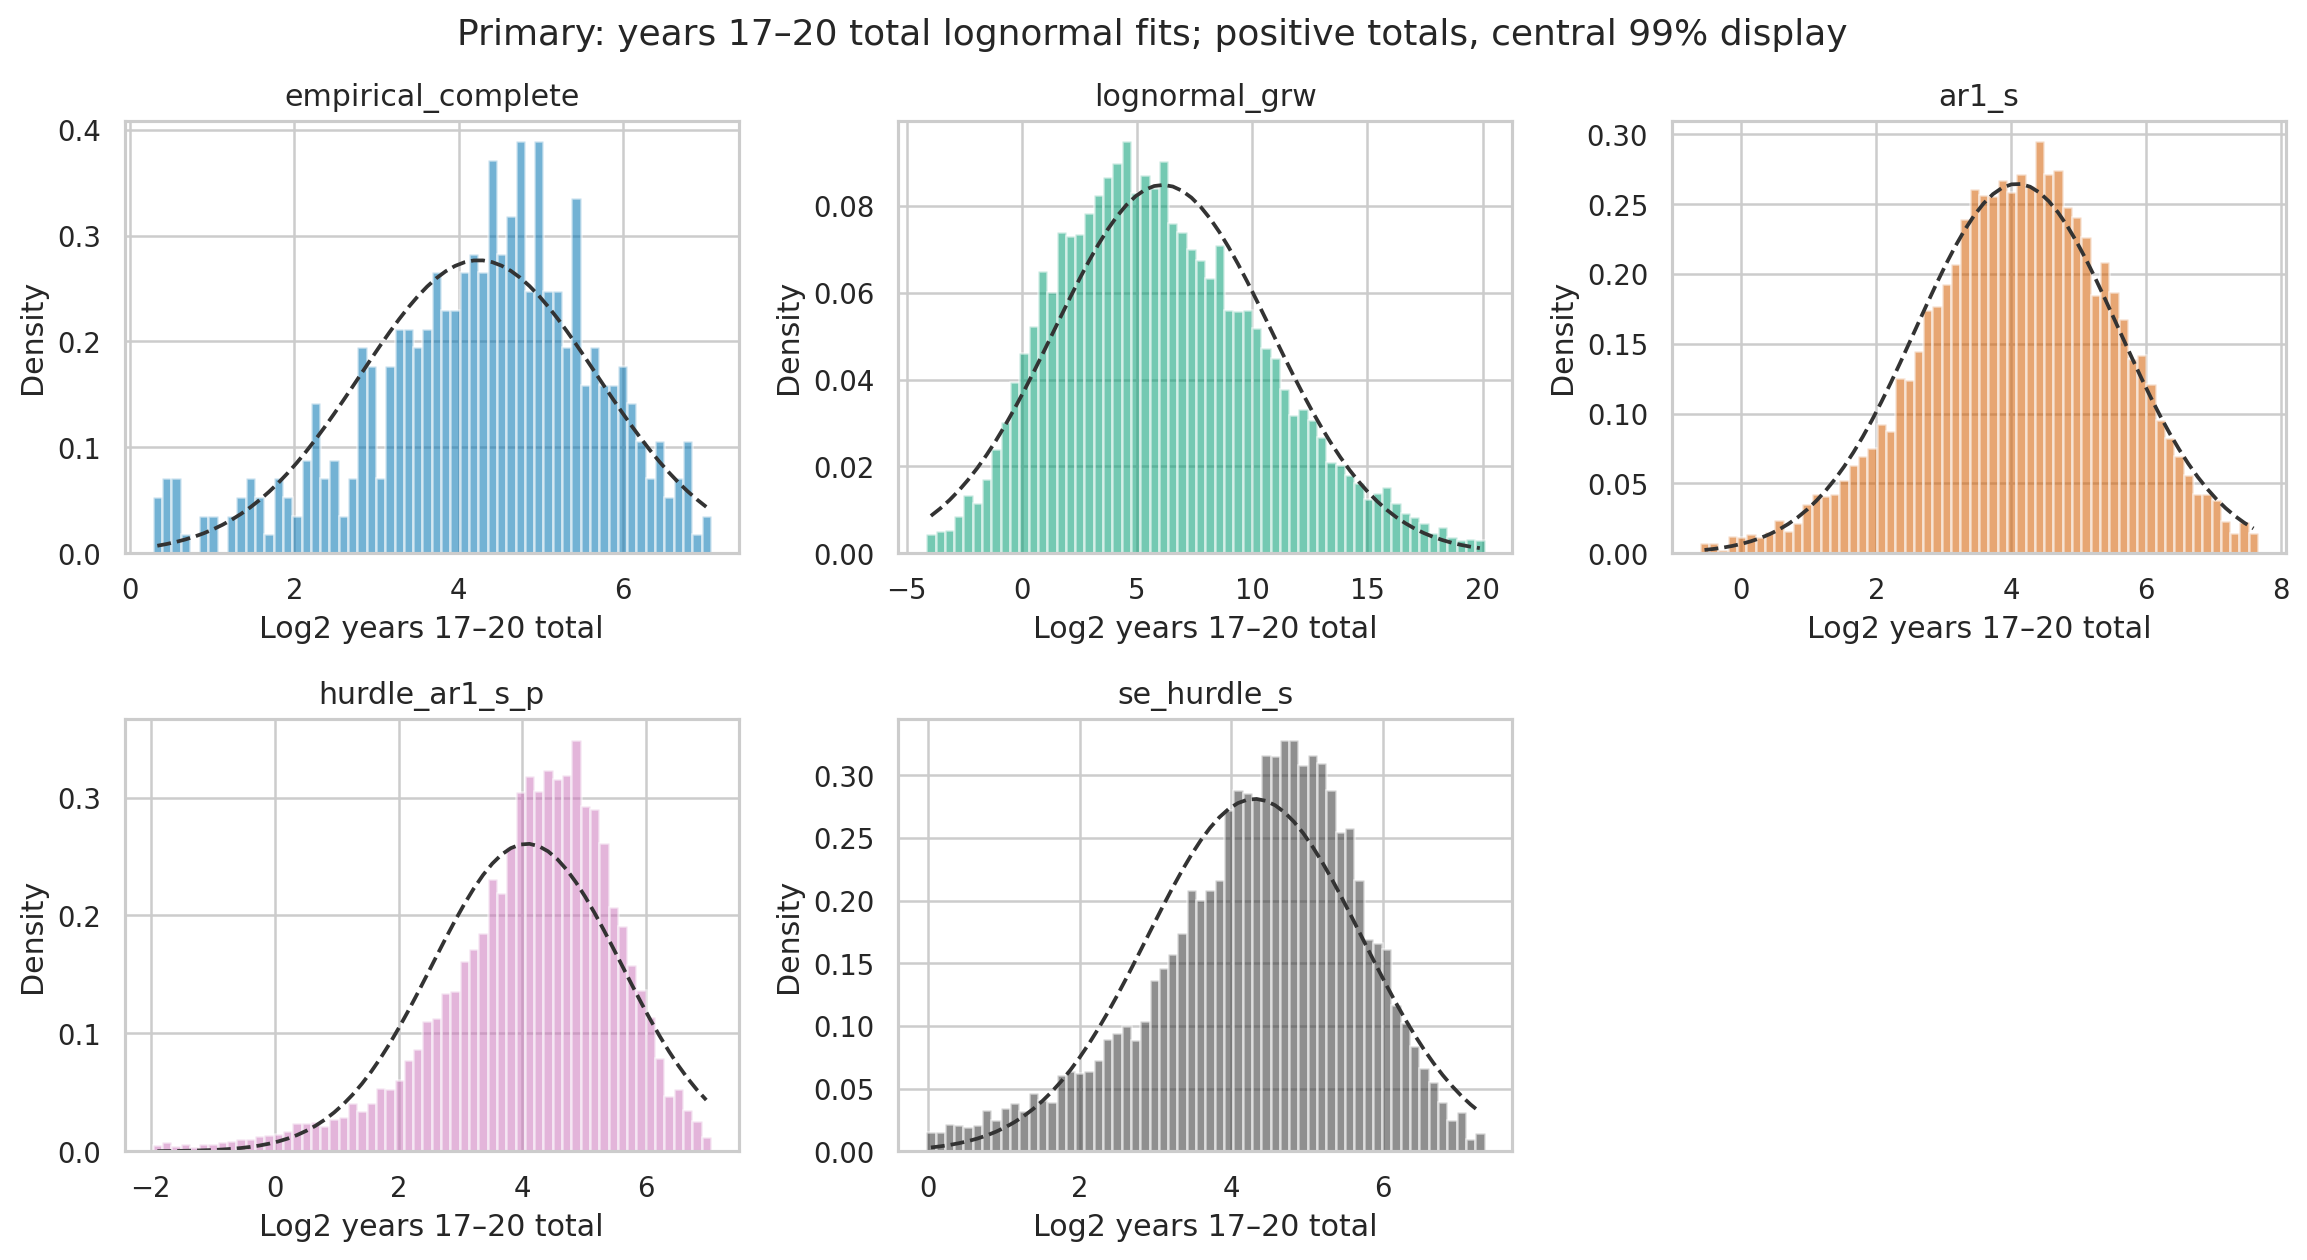 Primary: years 17–20 total lognormal fits; positive totals, central 99% display
empirical_complete
Density
0.4
0.3
0.2
0.1
0.0
0 2 4 6
Log2 years 17–20 total
lognormal_grw
Density
0.08
0.06
0.04
0.02
0.00
−5 0 5 10 15 20
Log2 years 17–20 total
ar1_s
Density
0.30
0.25
0.20
0.15
0.10
0.05
0.00
0 2 4 6 8
Log2 years 17–20 total
hurdle_ar1_s_p
Density
0.3
0.2
0.1
0.0
−2 0 2 4 6
Log2 years 17–20 total
se_hurdle_s
Density
0.30
0.25
0.20
0.15
0.10
0.05
0.00
0 2 4 6
Log2 years 17–20 total